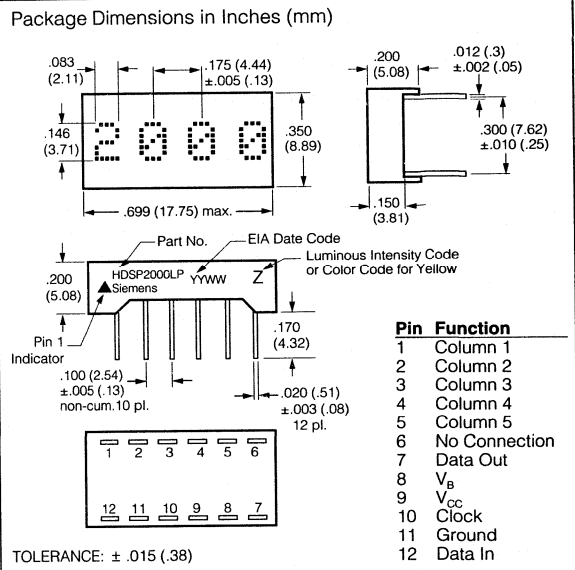 Package Dimensions in Inches (mm)
.083
(2.11)
.175 (4.44)
±.005 (.13)
.200
(5.08)
.012 (.3)
±.002 (.05)
.146
(3.71)
2000
.350
(8.89)
.300 (7.62)
±.010 (.25)
.699 (17.75) max.
.150
(3.81)
Part No.
EIA Date Code
Luminous Intensity Code
or Color Code for Yellow
.200
(5.08)
HDSP2000LP
YYWW
Z
Siemens
Pin 1
Indicator
.170
(4.32)
.100 (2.54)
±.005 (.13)
non-cum.10 pl.
.020 (.51)
±.003 (.08)
12 pl.
1 2 3 4 5 6
12 11 10 9 8 7
TOLERANCE: ± .015 (.38)
Pin Function
1 Column 1
2 Column 2
3 Column 3
4 Column 4
5 Column 5
6 No Connection
7 Data Out
8 VB
9 VCC
10 Clock
11 Ground
12 Data In